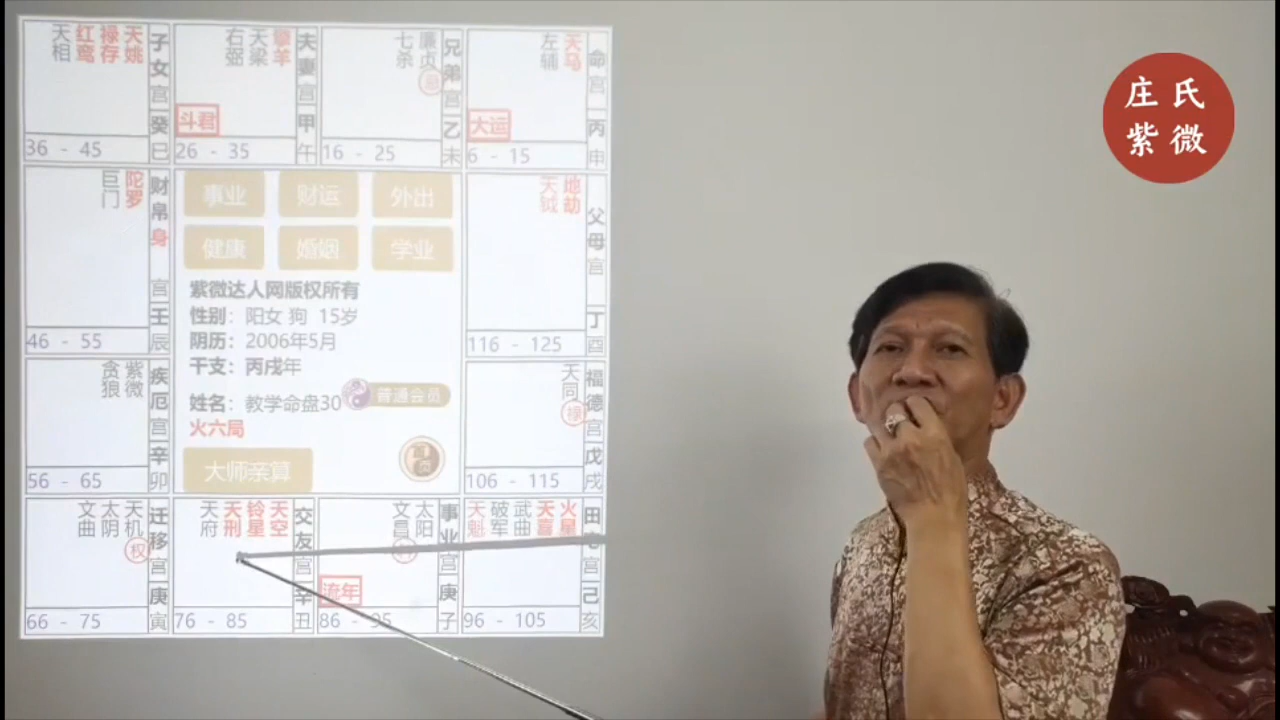 庄氏
紫微
天相 红鸾 禄存 天姚
子女宫 癸巳
36 - 45
右弼 天梁 擎羊
夫妻宫 甲午
斗君
26 - 35
七杀 廉贞 忌
兄弟宫 乙未
16 - 25
左辅 天马
命宫 丙申
大运
6 - 15
巨门 陀罗
财帛身宫 壬辰
46 - 55
天钺 地劫
父母宫 丁酉
116 - 125
贪狼 紫微
疾厄宫 辛卯
56 - 65
天同 禄
福德宫 戊戌
106 - 115
事业 财运 外出
健康 婚姻 学业
紫微达人网版权所有
性别：阳女 狗 15岁
阴历：2006年5月
干支：丙戌年
姓名：教学命盘30 普通会员
火六局
大师亲算
文曲 太阴 天机 权
迁移宫 庚寅
66 - 75
天府 天刑 铃星 天空
交友宫 辛丑
76 - 85
文昌 太阳
事业宫 庚子
流年
86 - 95
天魁 破军 武曲 天喜 火星
田 宫 己亥
96 - 105